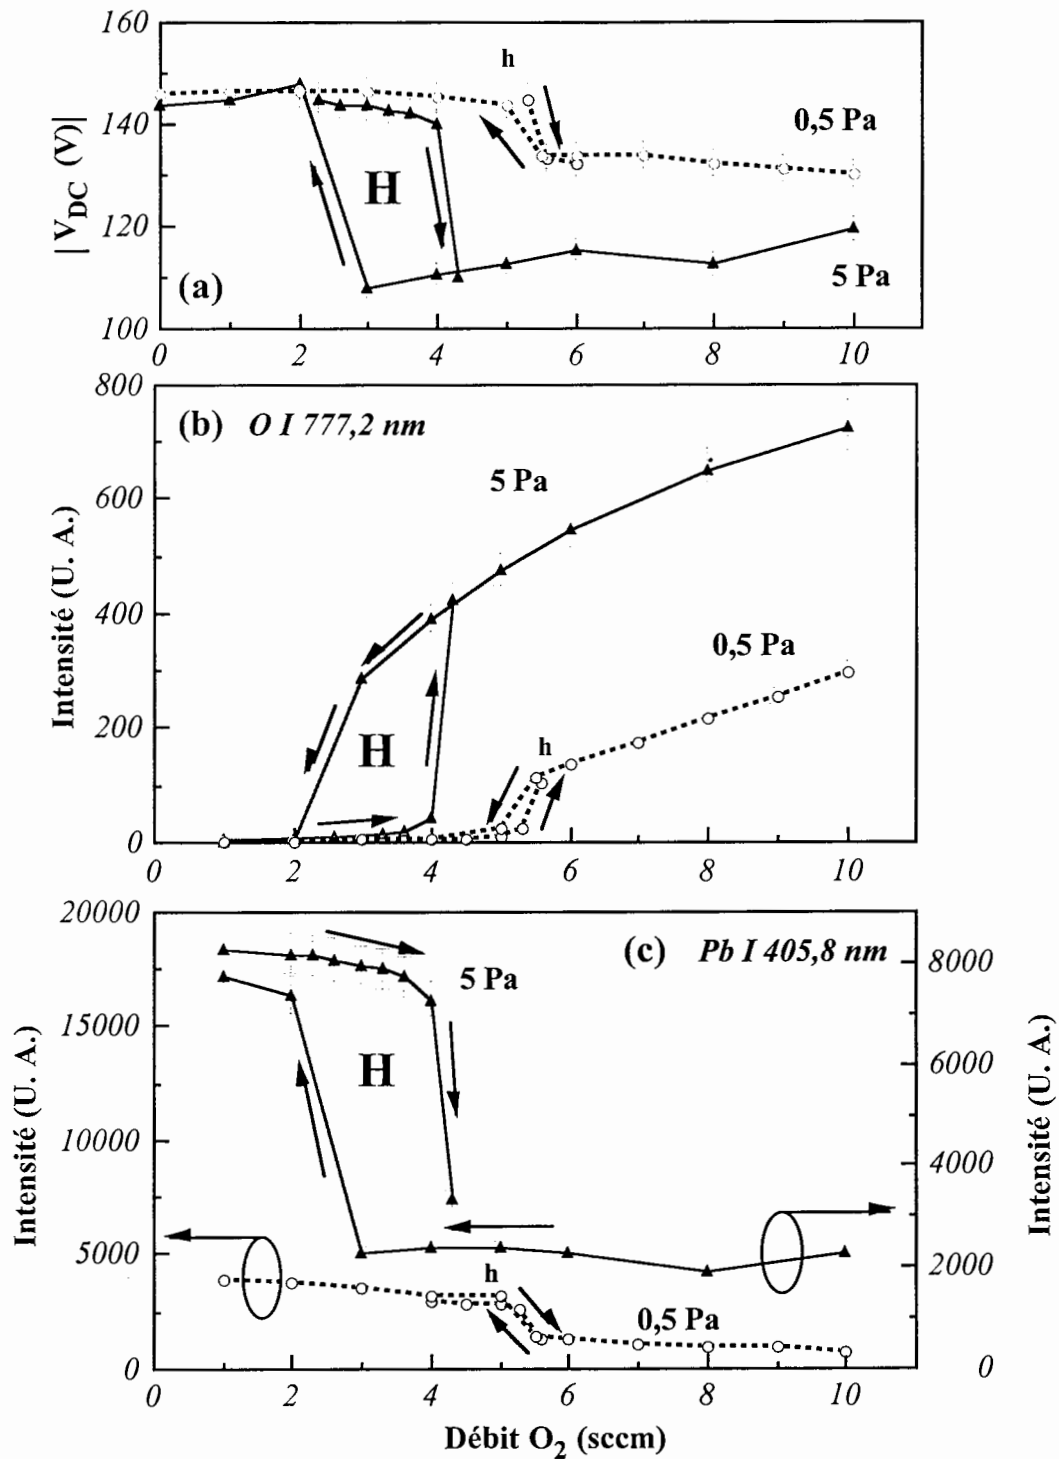 160
140
120
100
|V_DC (V)|
h
0,5 Pa
H
(a)
5 Pa
0 2 4 6 8 10
800
600
400
200
0
Intensité (U. A.)
(b) O I 777,2 nm
5 Pa
0,5 Pa
h
H
0 2 4 6 8 10
20000
15000
10000
5000
0
Intensité (U. A.)
(c) Pb I 405,8 nm
5 Pa
H
h
0,5 Pa
8000
6000
4000
2000
0
Intensité (U. A.)
0 2 4 6 8 10
Débit O₂ (sccm)